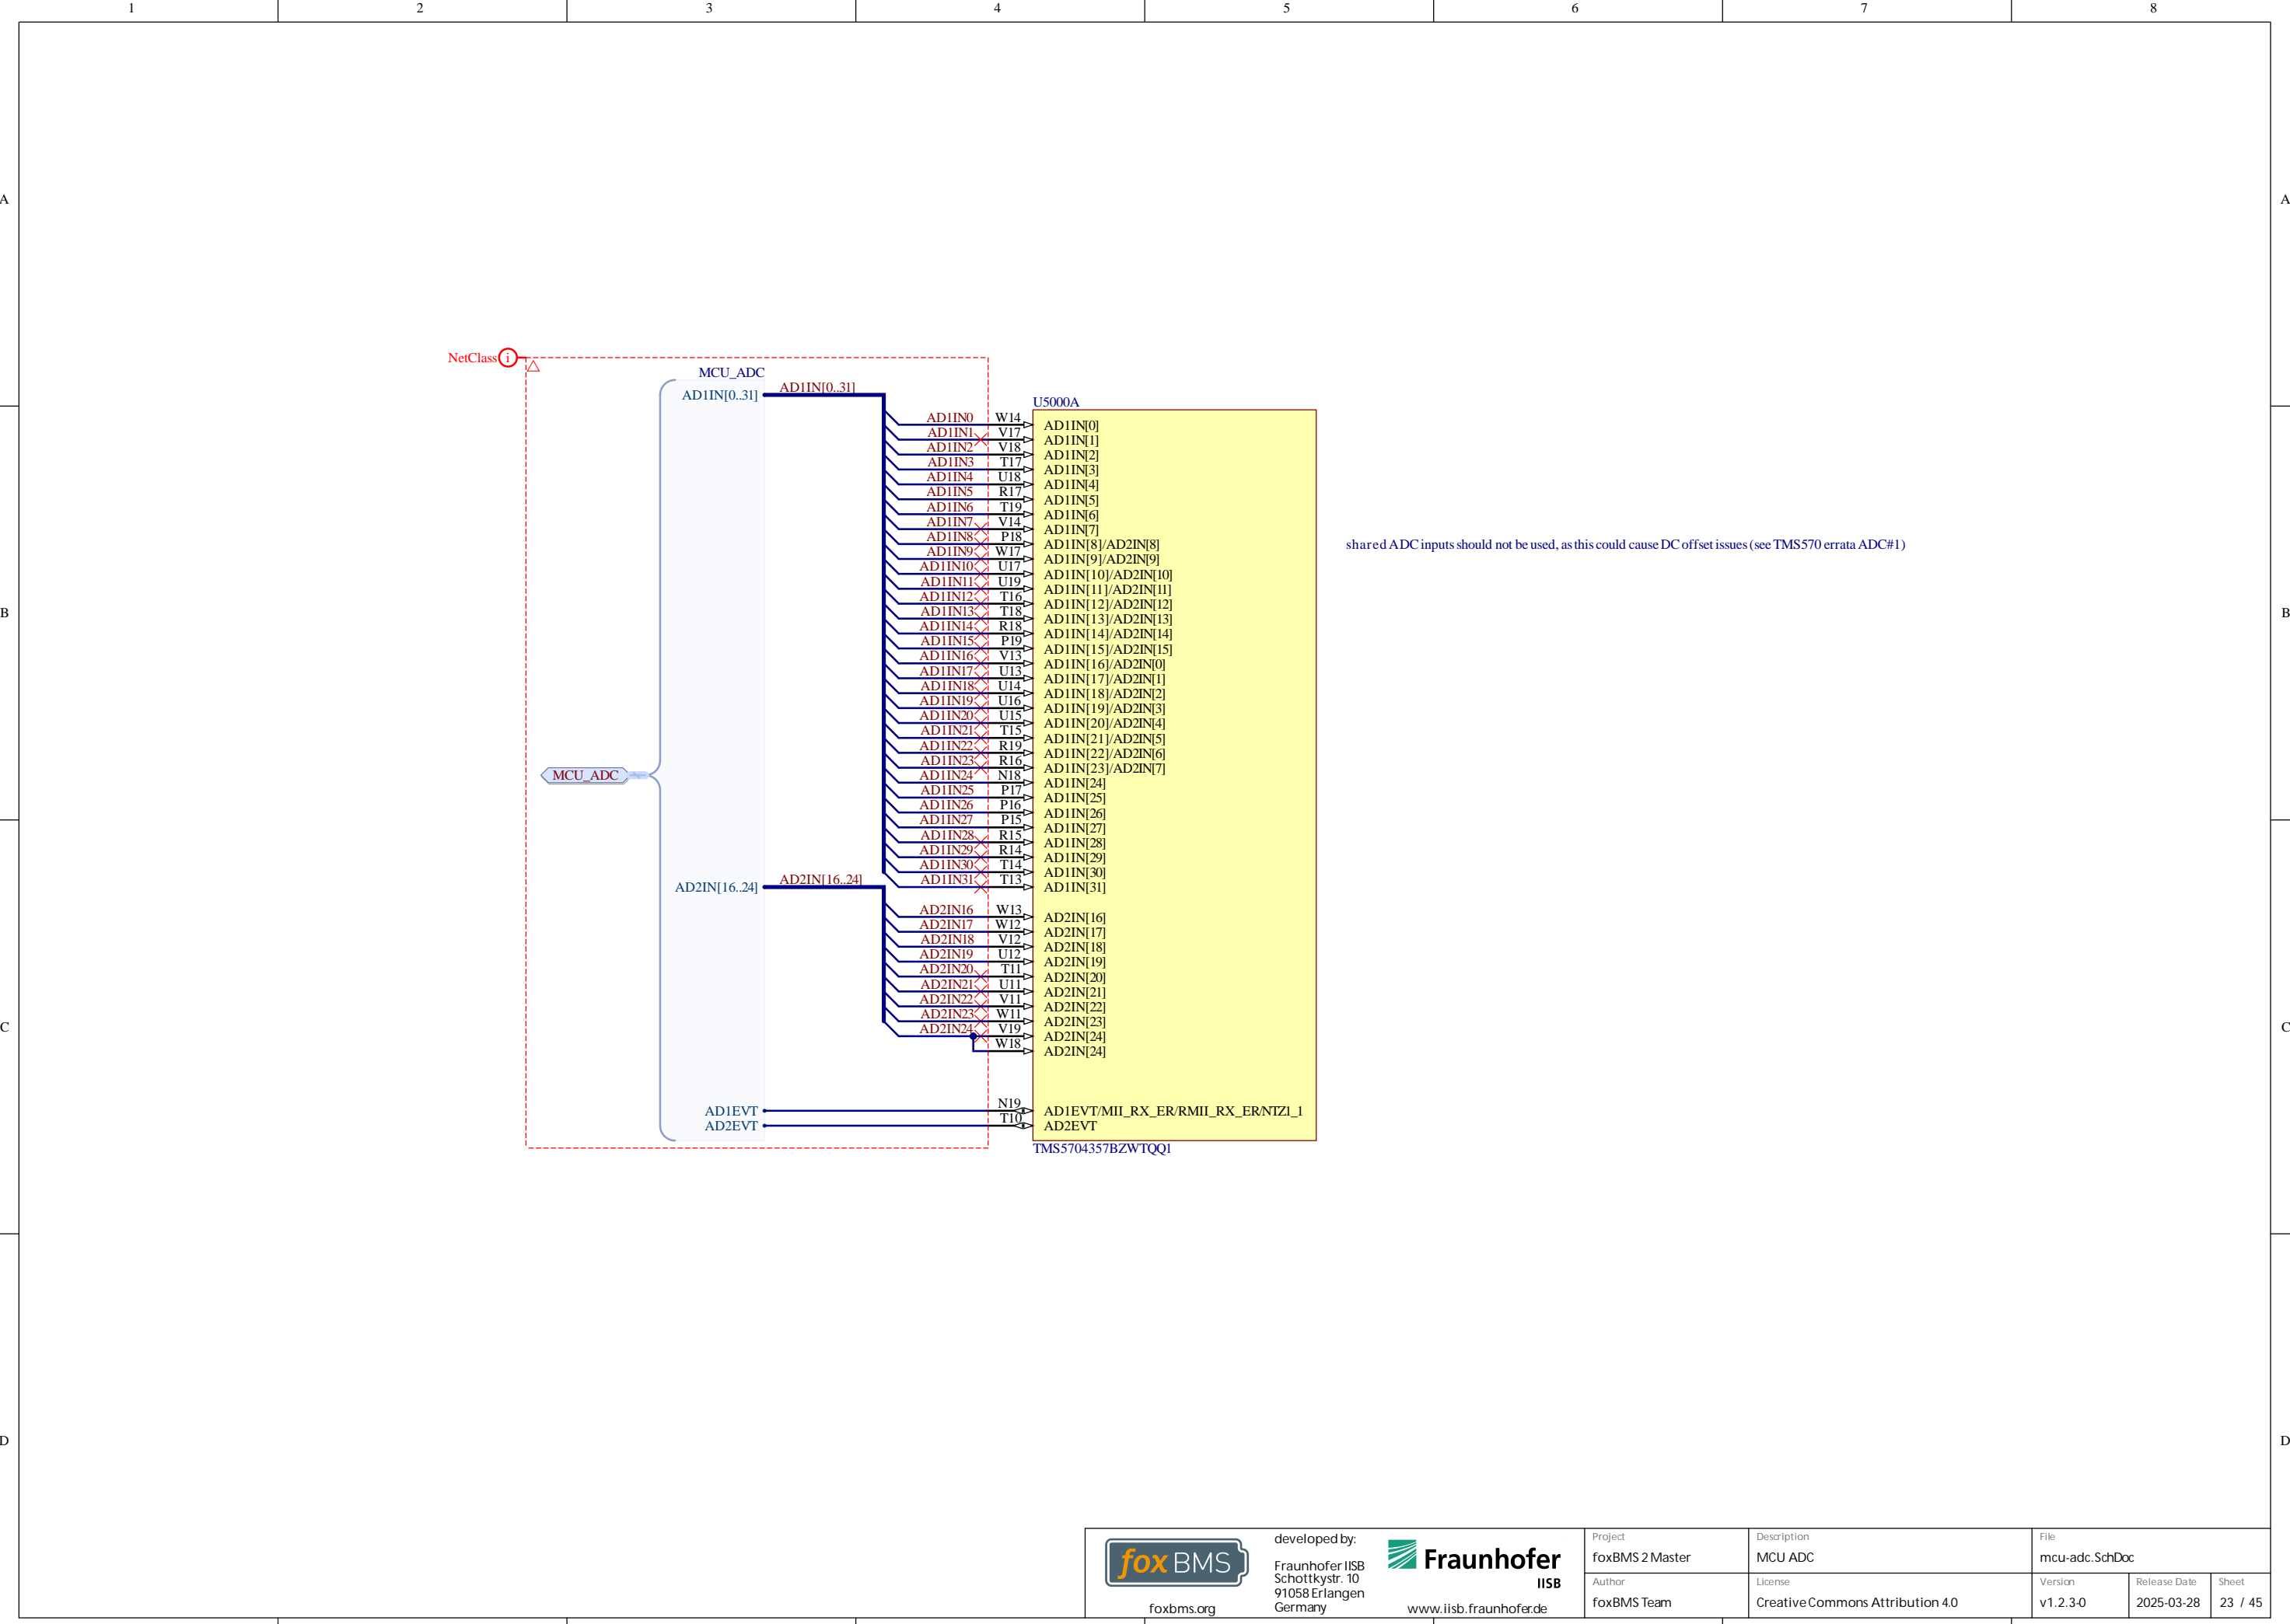 1 2 3 4 5 6 7 8
A A
NetClass i
MCU_ADC
AD1IN[0..31] AD1IN[0..31]
U5000A
AD1IN0 W14 AD1IN[0]
AD1IN1 V17 AD1IN[1]
AD1IN2 V18 AD1IN[2]
AD1IN3 T17 AD1IN[3]
AD1IN4 U18 AD1IN[4]
AD1IN5 R17 AD1IN[5]
AD1IN6 T19 AD1IN[6]
AD1IN7 V14 AD1IN[7]
AD1IN8 P18 AD1IN[8]/AD2IN[8] shared ADC inputs should not be used, as this could cause DC offset issues (see TMS570 errata ADC#1)
AD1IN9 W17 AD1IN[9]/AD2IN[9]
AD1IN10 U17 AD1IN[10]/AD2IN[10]
AD1IN11 U19 AD1IN[11]/AD2IN[11]
AD1IN12 T16 AD1IN[12]/AD2IN[12]
B B
AD1IN13 T18 AD1IN[13]/AD2IN[13]
AD1IN14 R18 AD1IN[14]/AD2IN[14]
AD1IN15 P19 AD1IN[15]/AD2IN[15]
AD1IN16 V13 AD1IN[16]/AD2IN[0]
AD1IN17 U13 AD1IN[17]/AD2IN[1]
AD1IN18 U14 AD1IN[18]/AD2IN[2]
AD1IN19 U16 AD1IN[19]/AD2IN[3]
AD1IN20 U15 AD1IN[20]/AD2IN[4]
AD1IN21 T15 AD1IN[21]/AD2IN[5]
AD1IN22 R19 AD1IN[22]/AD2IN[6]
AD1IN23 R16 AD1IN[23]/AD2IN[7]
MCU_ADC
AD1IN24 N18 AD1IN[24]
AD1IN25 P17 AD1IN[25]
AD1IN26 P16 AD1IN[26]
AD1IN27 P15 AD1IN[27]
AD1IN28 R15 AD1IN[28]
AD1IN29 R14 AD1IN[29]
AD1IN30 T14 AD1IN[30]
AD1IN31 T13 AD1IN[31]
AD2IN[16..24] AD2IN[16..24]
AD2IN16 W13 AD2IN[16]
AD2IN17 W12 AD2IN[17]
AD2IN18 V12 AD2IN[18]
AD2IN19 U12 AD2IN[19]
AD2IN20 T11 AD2IN[20]
AD2IN21 U11 AD2IN[21]
AD2IN22 V11 AD2IN[22]
AD2IN23 W11 AD2IN[23]
C C
AD2IN24 V19 AD2IN[24]
W18 AD2IN[24]
AD1EVT N19 AD1EVT/MII_RX_ER/RMII_RX_ER/NTZ1_1
AD2EVT T10 AD2EVT
TMS5704357BZWTQQ1
D D
foxBMS
foxbms.org
developed by:
Fraunhofer IISB
Schottkystr. 10
91058 Erlangen
Germany
Fraunhofer
IISB
www.iisb.fraunhofer.de
Project
foxBMS 2 Master
Description
MCU ADC
File
mcu-adc.SchDoc
Author
foxBMS Team
License
Creative Commons Attribution 4.0
Version
v1.2.3-0
Release Date
2025-03-28
Sheet
23 / 45